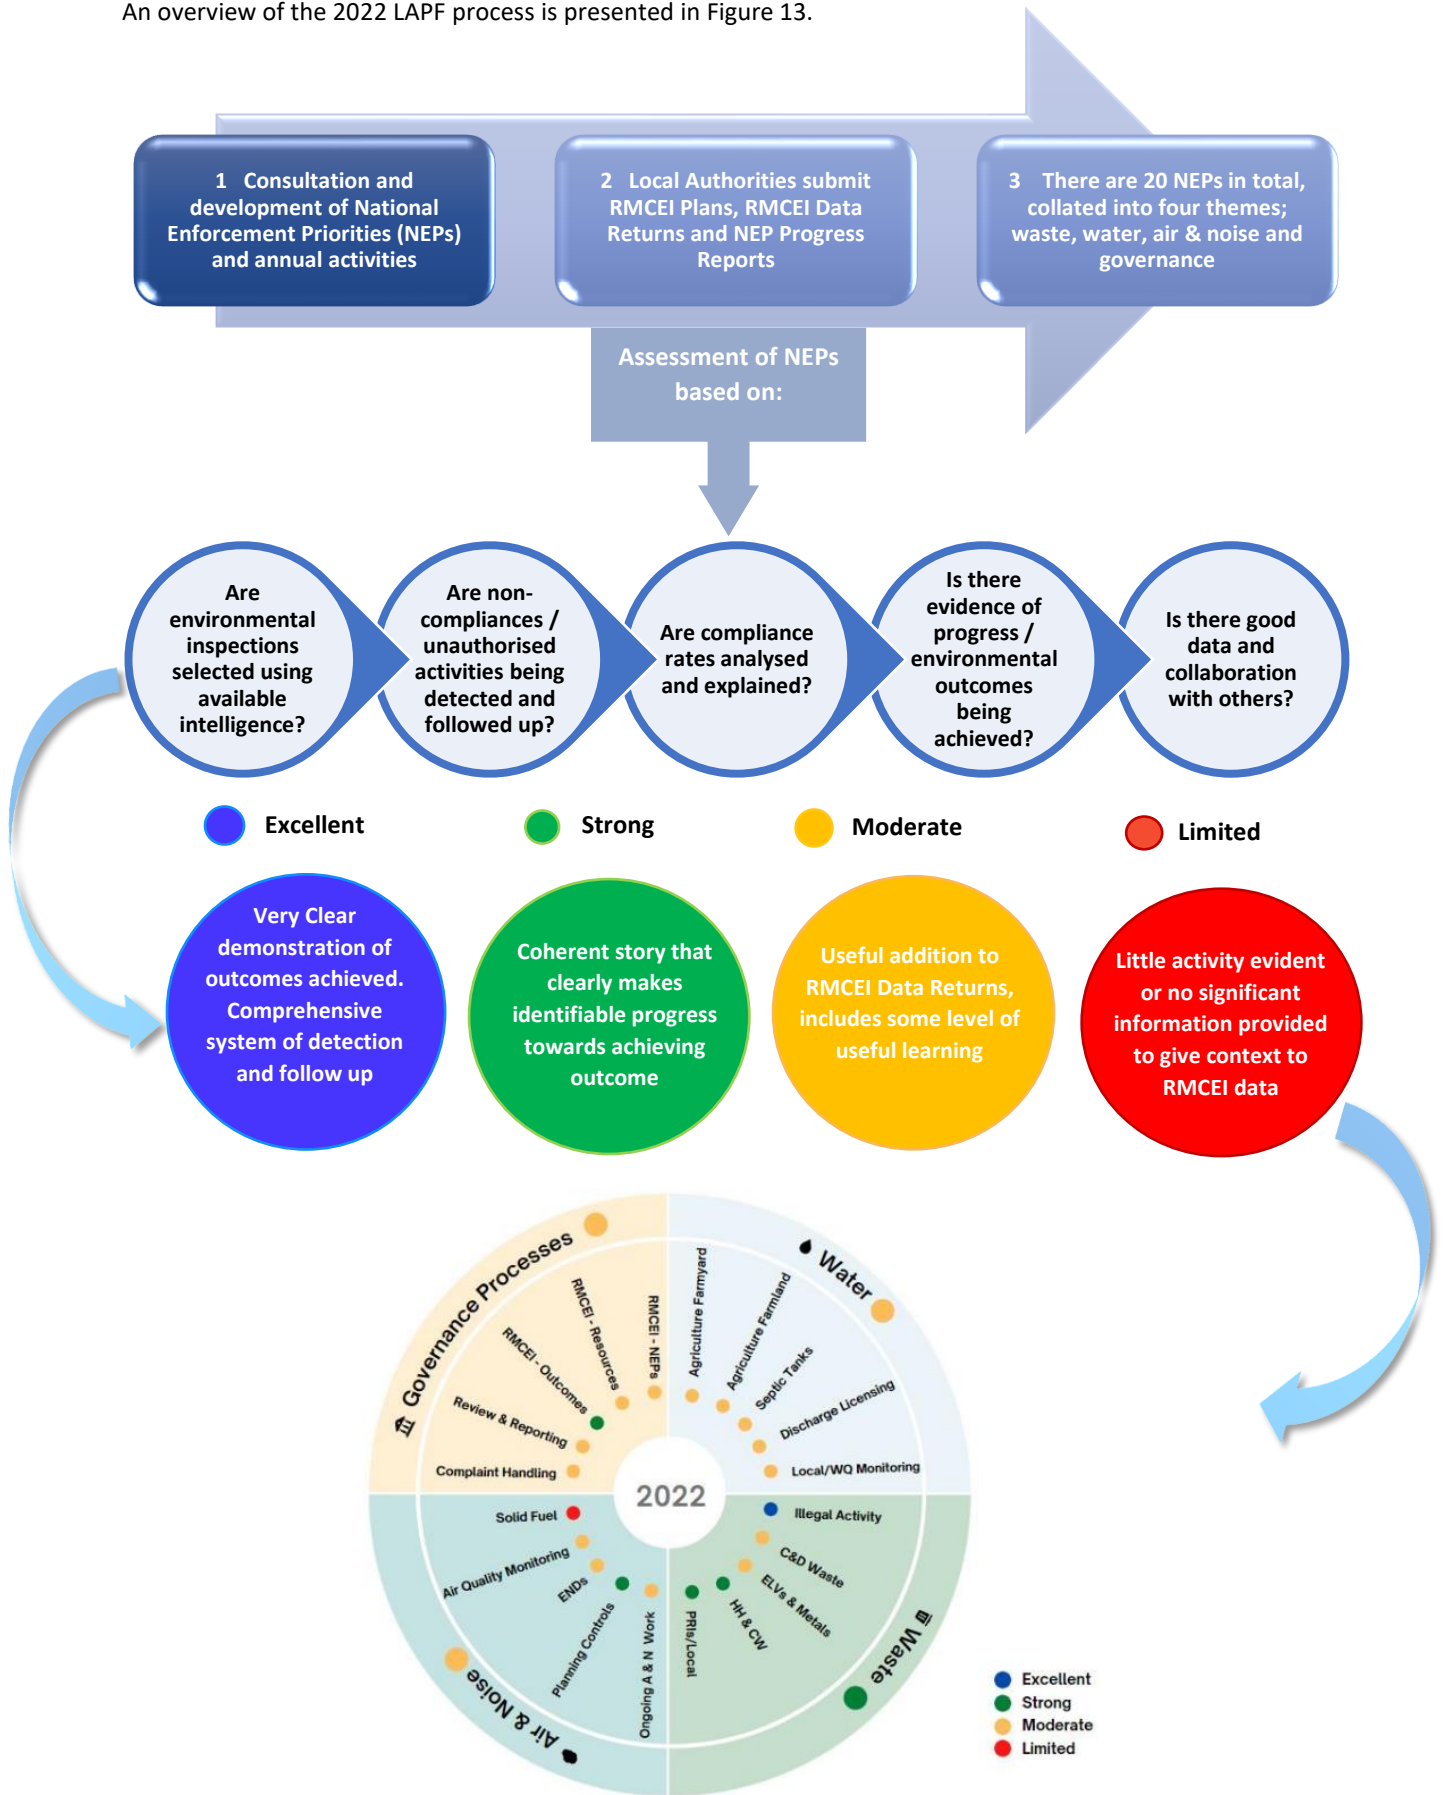 An overview of the 2022 LAPF process is presented in Figure 13.
1 Consultation and
development of National
Enforcement Priorities (NEPs)
and annual activities
2 Local Authorities submit
RMCEI Plans, RMCEI Data
Returns and NEP Progress
Reports
3 There are 20 NEPs in total,
collated into four themes;
waste, water, air & noise and
governance
Assessment of NEPs
based on:
Are
environmental
inspections
selected using
available
intelligence?
Are non-
compliances /
unauthorised
activities being
detected and
followed up?
Are compliance
rates analysed
and explained?
Is there
evidence of
progress /
environmental
outcomes
being
achieved?
Is there good
data and
collaboration
with others?
Excellent
Strong
Moderate
Limited
Very Clear
demonstration of
outcomes achieved.
Comprehensive
system of detection
and follow up
Coherent story that
clearly makes
identifiable progress
towards achieving
outcome
Useful addition to
RMCEI Data Returns,
includes some level of
useful learning
Little activity evident
or no significant
information provided
to give context to
RMCEI data
Governance Processes
RMCEI - NEPs
RMCEI - Resources
RMCEI - Outcomes
Review & Reporting
Complaint Handling
Water
Agriculture Farmyard
Agriculture Farmland
Septic Tanks
Discharge Licensing
Local/WQ Monitoring
2022
Solid Fuel
Air Quality Monitoring
ENDs
Planning Controls
Ongoing A & N Work
Air & Noise
Illegal Activity
C&D Waste
ELVs & Metals
HH & CW
PRIs/Local
Waste
Excellent
Strong
Moderate
Limited